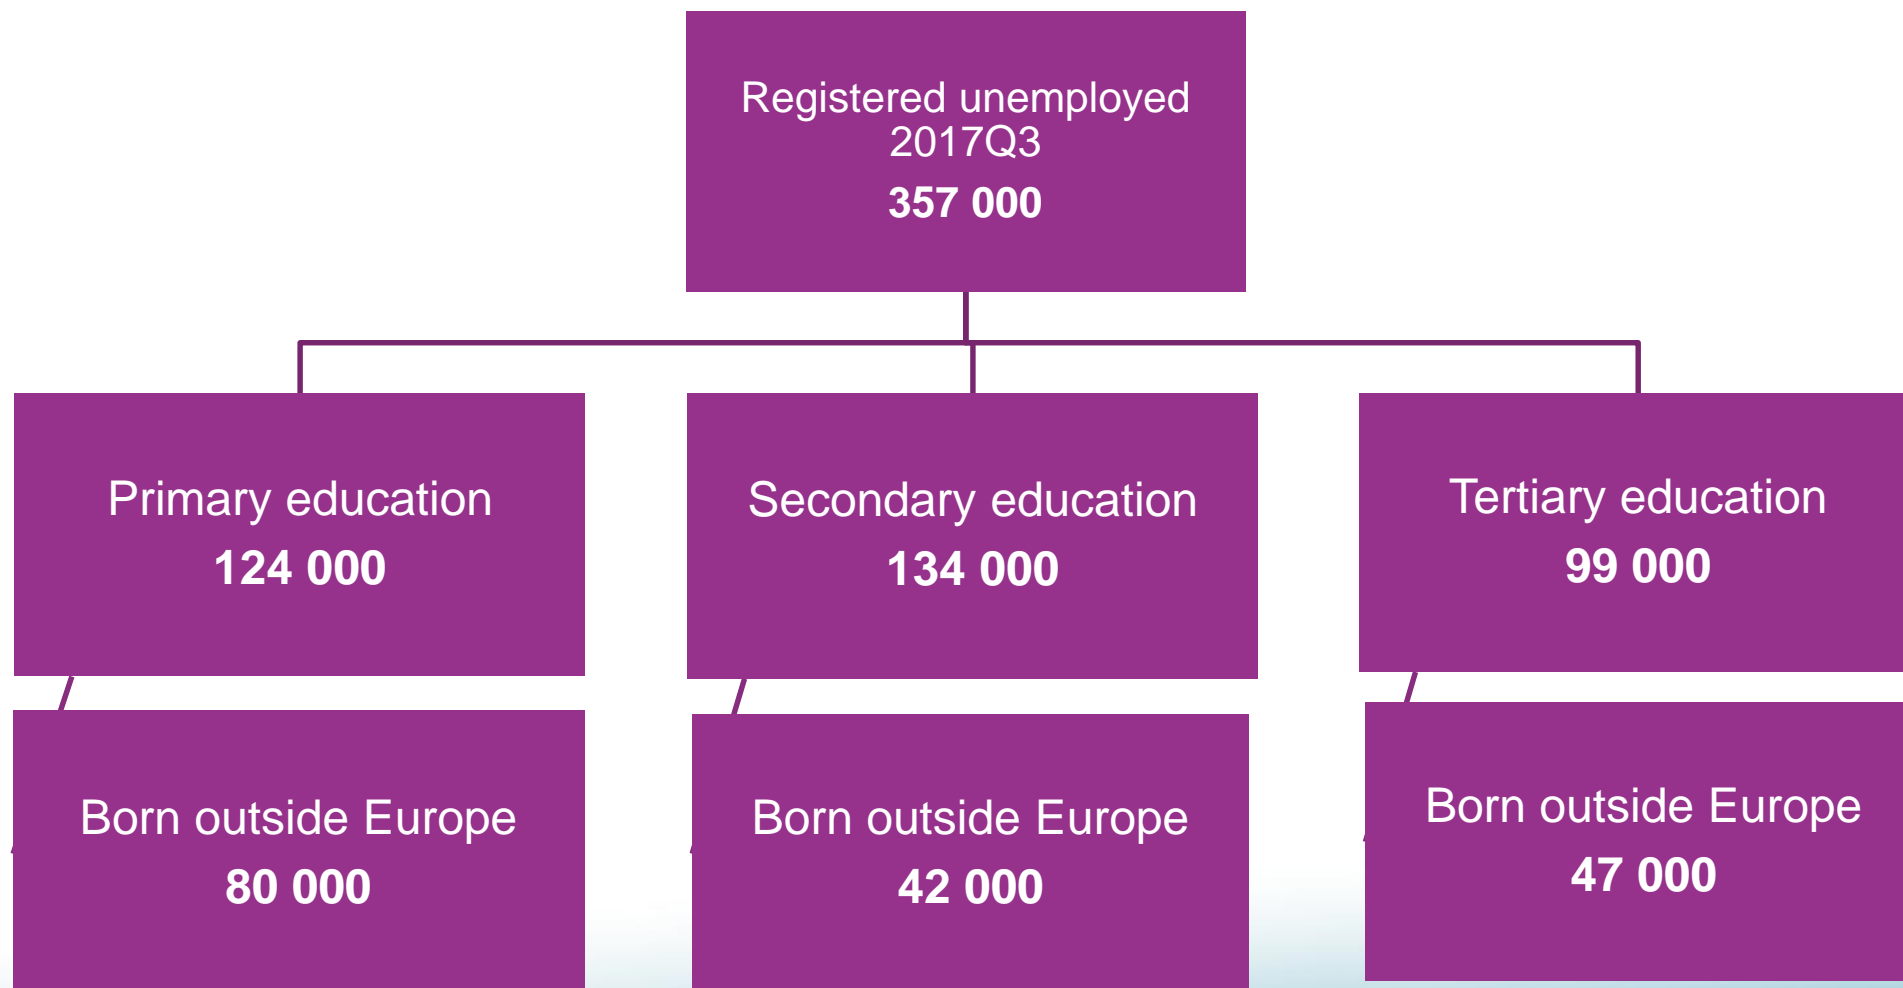 Registered unemployed
2017Q3
357 000
Primary education
124 000
Secondary education
134 000
Tertiary education
99 000
Born outside Europe
80 000
Born outside Europe
42 000
Born outside Europe
47 000